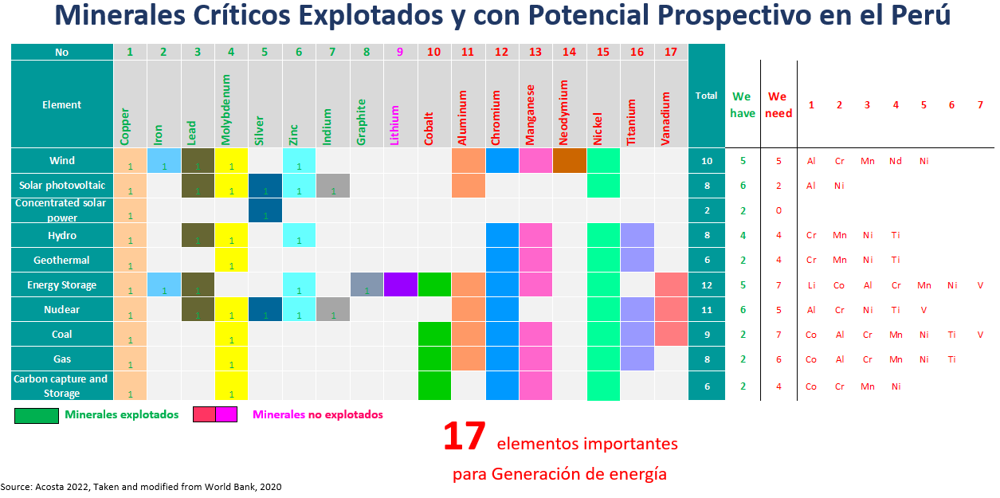 Minerales Críticos Explotados y con Potencial Prospectivo en el Perú
No 1 2 3 4 5 6 7 8 9 10 11 12 13 14 15 16 17
Element Copper Iron Lead Molybdenum Silver Zinc Indium Graphite Lithium Cobalt Aluminum Chromium Manganese Neodymium Nickel Titanium Vanadium Total We have We need 1 2 3 4 5 6 7
Wind 1 1 1 1 1 10 5 5 Al Cr Mn Nd Ni
Solar photovoltaic 1 1 1 1 1 1 8 6 2 Al Ni
Concentrated solar power 1 1 2 2 0
Hydro 1 1 1 1 8 4 4 Cr Mn Ni Ti
Geothermal 1 1 6 2 4 Cr Mn Ni Ti
Energy Storage 1 1 1 1 1 12 5 7 Li Co Al Cr Mn Ni V
Nuclear 1 1 1 1 1 1 11 6 5 Al Cr Ni Ti V
Coal 1 1 9 2 7 Co Al Cr Mn Ni Ti V
Gas 1 1 8 2 6 Co Al Cr Mn Ni Ti
Carbon capture and Storage 1 1 6 2 4 Co Cr Mn Ni
Minerales explotados Minerales no explotados
17 elementos importantes
para Generación de energía
Source: Acosta 2022, Taken and modified from World Bank, 2020